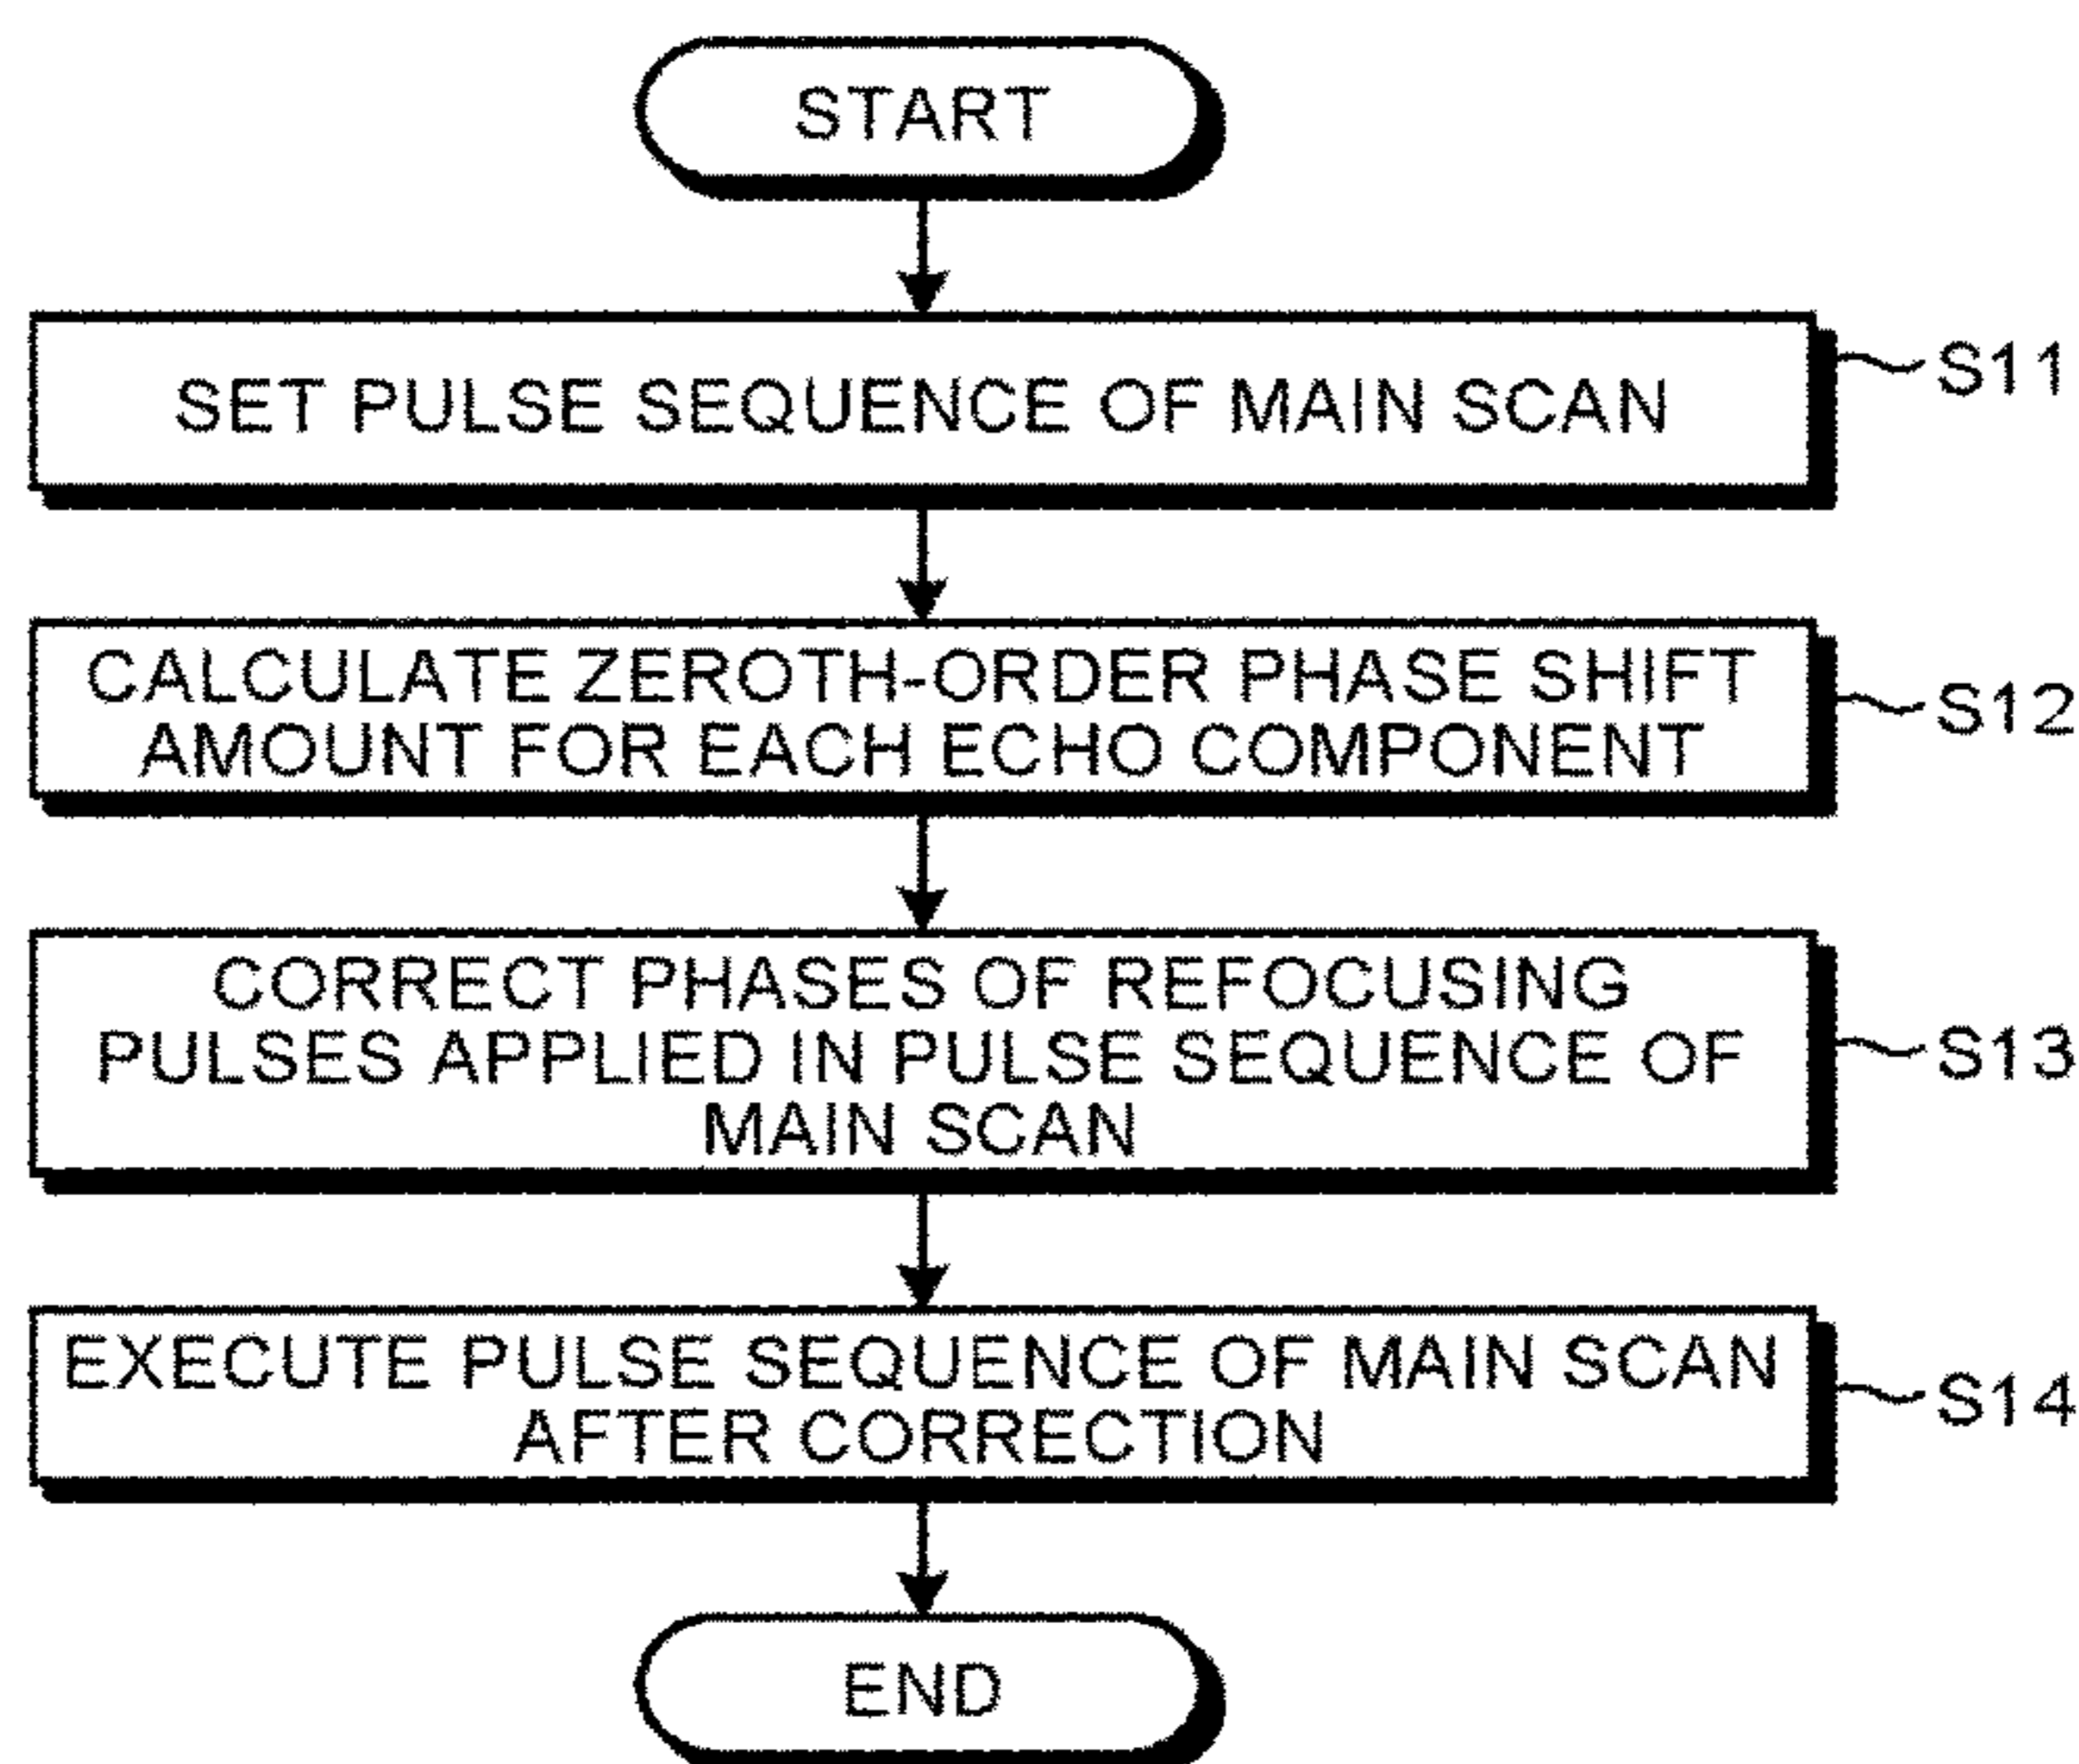 START
SET PULSE SEQUENCE OF MAIN SCAN
S11
CALCULATE ZEROTH-ORDER PHASE SHIFT
AMOUNT FOR EACH ECHO COMPONENT
S12
CORRECT PHASES OF REFOCUSING
PULSES APPLIED IN PULSE SEQUENCE OF
MAIN SCAN
S13
EXECUTE PULSE SEQUENCE OF MAIN SCAN
AFTER CORRECTION
S14
END